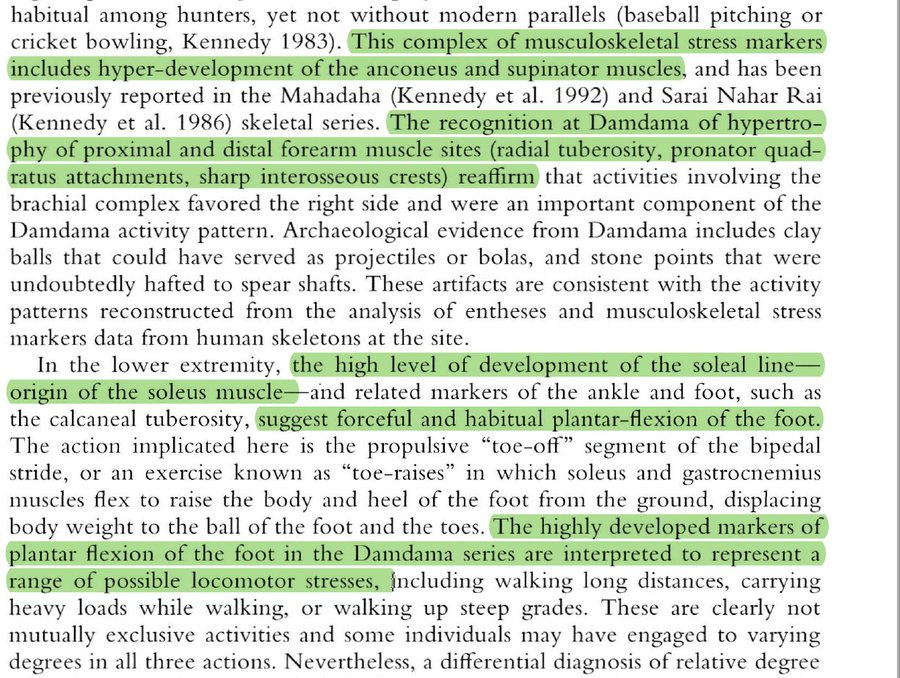 habitual among hunters, yet not without modern parallels (baseball pitching or
cricket bowling, Kennedy 1983). This complex of musculoskeletal stress markers
includes hyper-development of the anconeus and supinator muscles, and has been
previously reported in the Mahadaha (Kennedy et al. 1992) and Sarai Nahar Rai
(Kennedy et al. 1986) skeletal series. The recognition at Damdama of hypertro-
phy of proximal and distal forearm muscle sites (radial tuberosity, pronator quad-
ratus attachments, sharp interosseous crests) reaffirm that activities involving the
brachial complex favored the right side and were an important component of the
Damdama activity pattern. Archaeological evidence from Damdama includes clay
balls that could have served as projectiles or bolas, and stone points that were
undoubtedly hafted to spear shafts. These artifacts are consistent with the activity
patterns reconstructed from the analysis of entheses and musculoskeletal stress
markers data from human skeletons at the site.
In the lower extremity, the high level of development of the soleal line—
origin of the soleus muscle—and related markers of the ankle and foot, such as
the calcaneal tuberosity, suggest forceful and habitual plantar-flexion of the foot.
The action implicated here is the propulsive “toe-off” segment of the bipedal
stride, or an exercise known as “toe-raises” in which soleus and gastrocnemius
muscles flex to raise the body and heel of the foot from the ground, displacing
body weight to the ball of the foot and the toes. The highly developed markers of
plantar flexion of the foot in the Damdama series are interpreted to represent a
range of possible locomotor stresses, including walking long distances, carrying
heavy loads while walking, or walking up steep grades. These are clearly not
mutually exclusive activities and some individuals may have engaged to varying
degrees in all three actions. Nevertheless, a differential diagnosis of relative degree